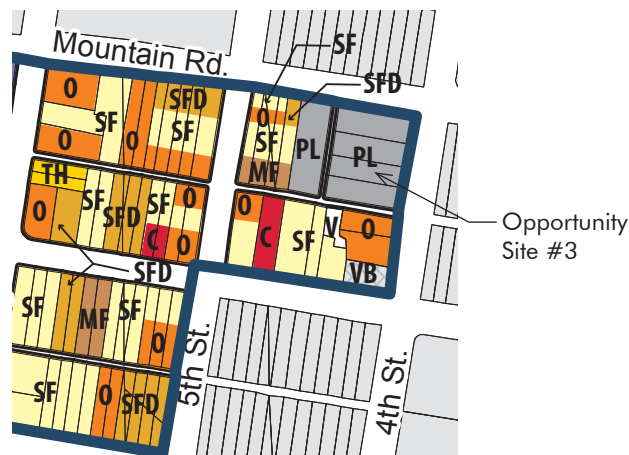 SF
Mountain Rd.
O
SFD
SFD
O
SF
O
SF
O
SF
PL
PL
O
MF
TH
SF
SF
O
O
V
O
Opportunity
Site #3
O
SFD
C
SF
C
O
SFD
VB
SF
MF
SF
O
5th St.
4th St.
SF
O
SFD